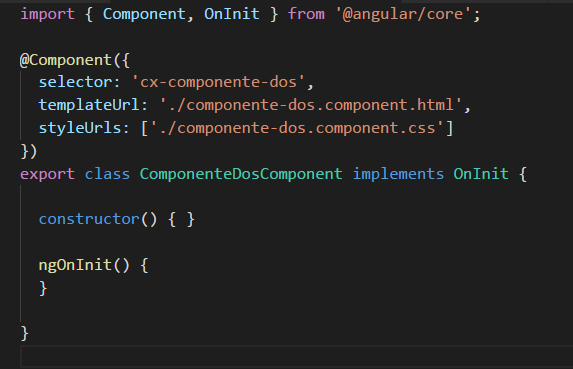 import { Component, OnInit } from '@angular/core';
@Component({
selector: 'cx-componente-dos',
templateUrl: './componente-dos.component.html',
styleUrls: ['./componente-dos.component.css']
})
export class ComponenteDosComponent implements OnInit {
constructor() { }
ngOnInit() {
}
}